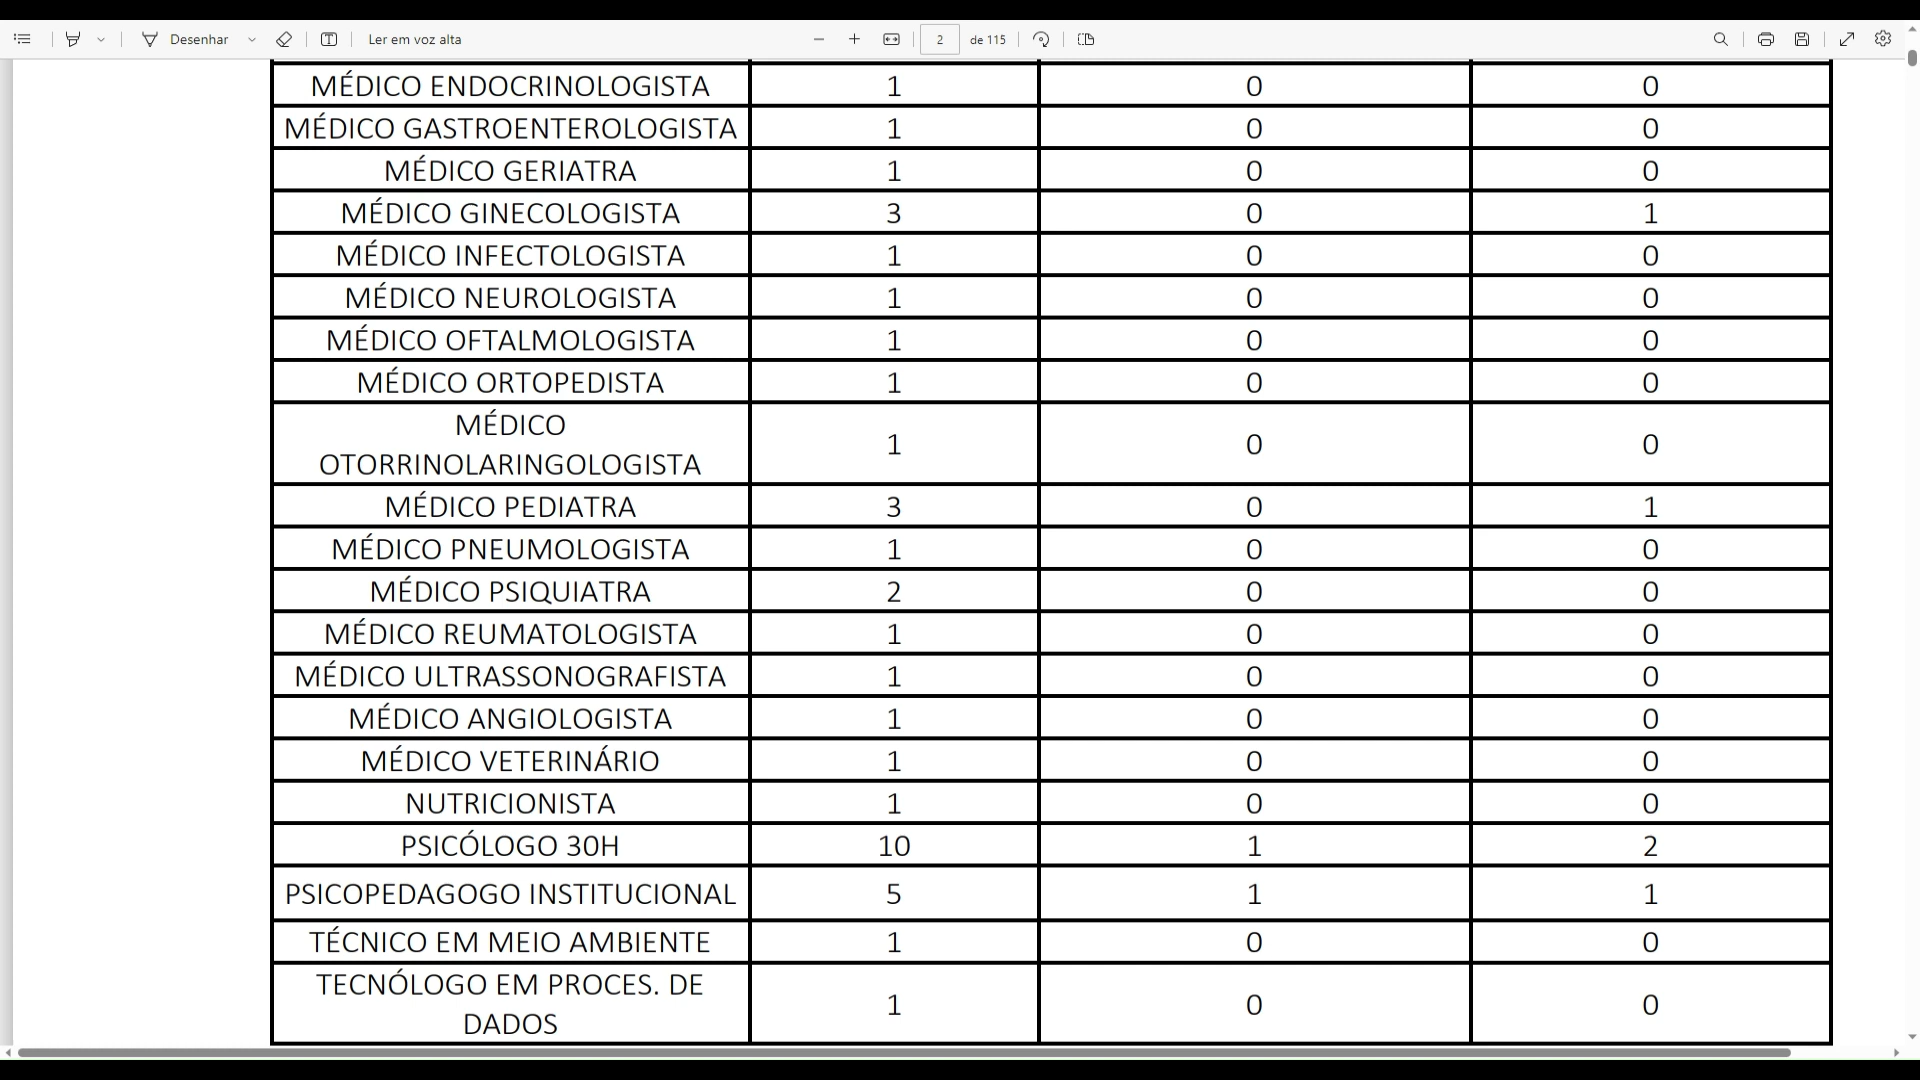 Desenhar
Ler em voz alta
2 de 115
MÉDICO ENDOCRINOLOGISTA 1 0 0
MÉDICO GASTROENTEROLOGISTA 1 0 0
MÉDICO GERIATRA 1 0 0
MÉDICO GINECOLOGISTA 3 0 1
MÉDICO INFECTOLOGISTA 1 0 0
MÉDICO NEUROLOGISTA 1 0 0
MÉDICO OFTALMOLOGISTA 1 0 0
MÉDICO ORTOPEDISTA 1 0 0
MÉDICO
OTORRINOLARINGOLOGISTA 1 0 0
MÉDICO PEDIATRA 3 0 1
MÉDICO PNEUMOLOGISTA 1 0 0
MÉDICO PSIQUIATRA 2 0 0
MÉDICO REUMATOLOGISTA 1 0 0
MÉDICO ULTRASSONOGRAFISTA 1 0 0
MÉDICO ANGIOLOGISTA 1 0 0
MÉDICO VETERINÁRIO 1 0 0
NUTRICIONISTA 1 0 0
PSICÓLOGO 30H 10 1 2
PSICOPEDAGOGO INSTITUCIONAL 5 1 1
TÉCNICO EM MEIO AMBIENTE 1 0 0
TECNÓLOGO EM PROCES. DE
DADOS 1 0 0